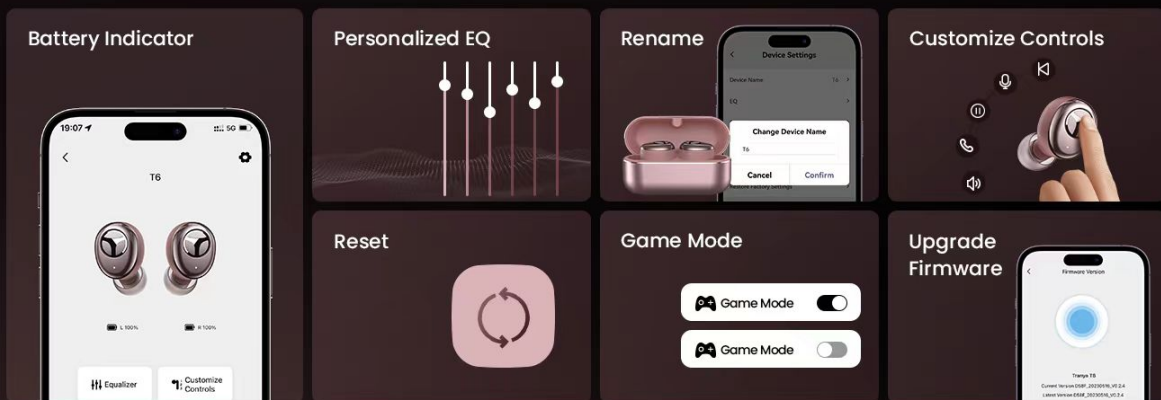 Battery Indicator
19:07
5G
T6
L 100%
R 100%
Equalizer
Customize
Controls
Personalized EQ
Rename
Device Settings
Device Name
T6
EQ
Change Device Name
T6
Cancel
Confirm
Restore Factory Settings
Customize Controls
Reset
Game Mode
Game Mode
Game Mode
Upgrade
Firmware
Firmware Version